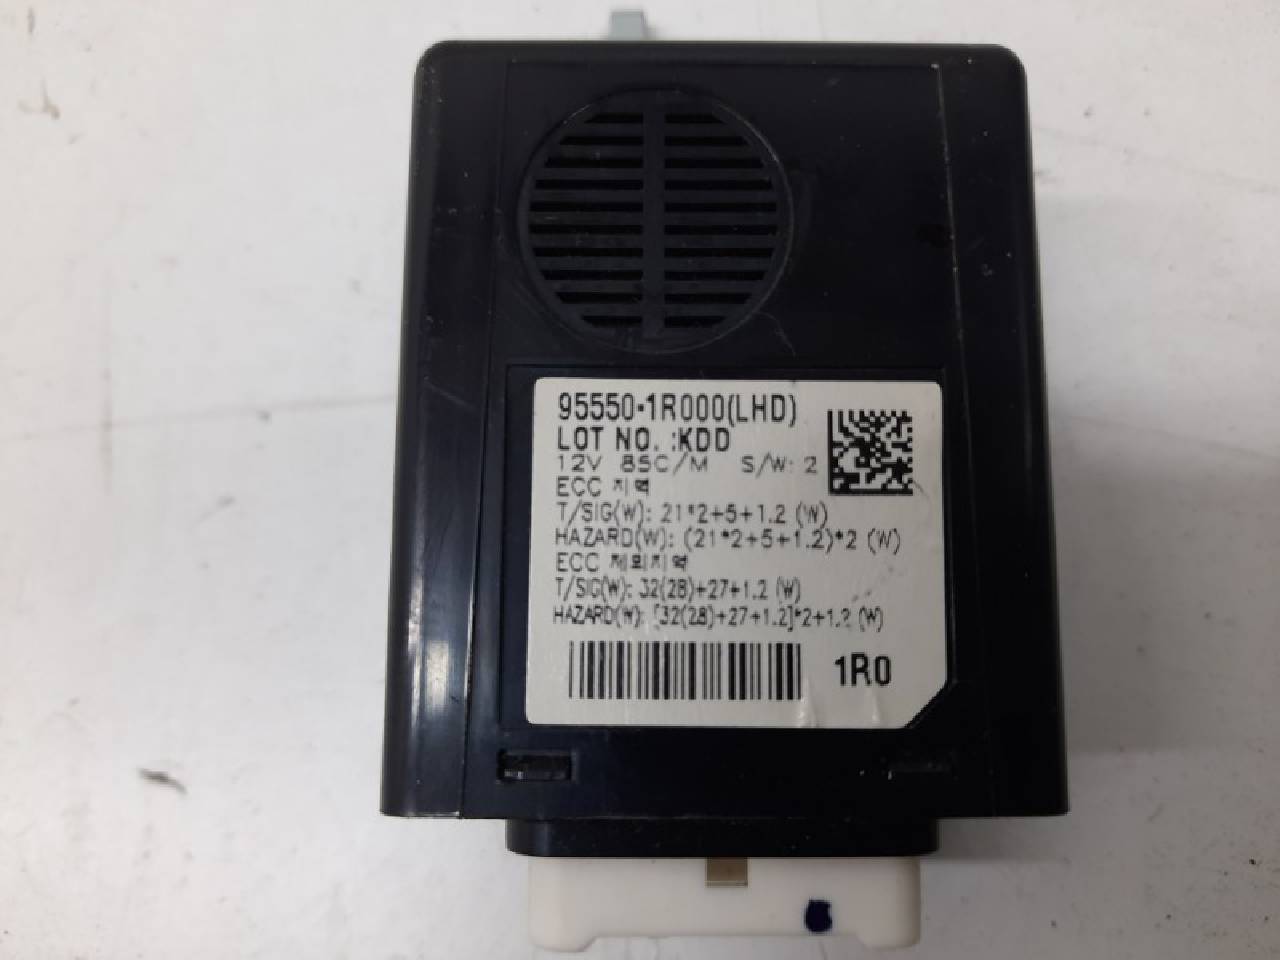 95550-1R000(LHD)
LOT NO. :KDD
12V 85C/M S/W: 2
ECC 지역
T/SIG(W): 21*2+5+1.2 (W)
HAZARD(W): (21*2+5+1.2)*2 (W)
ECC 제외지역
T/SIG(W): 32(28)+27+1.2 (W)
HAZARD(W): [32(28)+27+1.2]*2+1.2 (W)
1R0